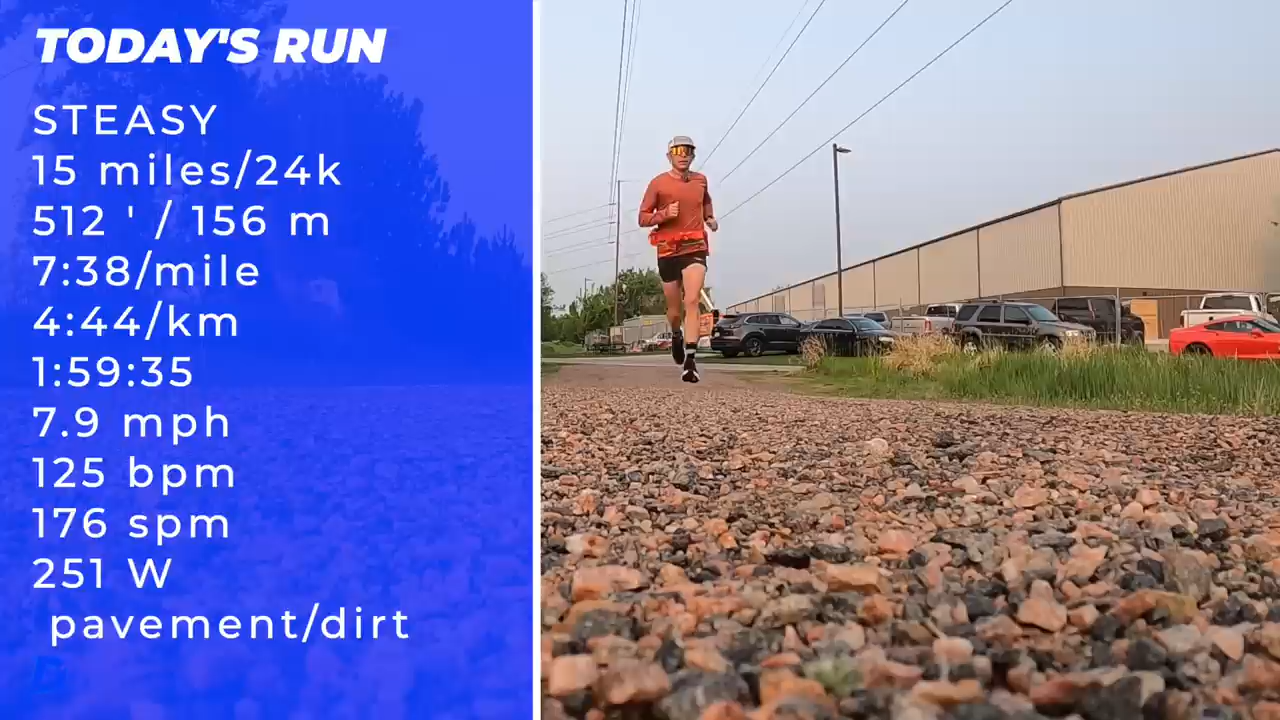 TODAY'S RUN
STEASY
15 miles/24k
512 ' / 156 m
7:38/mile
4:44/km
1:59:35
7.9 mph
125 bpm
176 spm
251 W
pavement/dirt